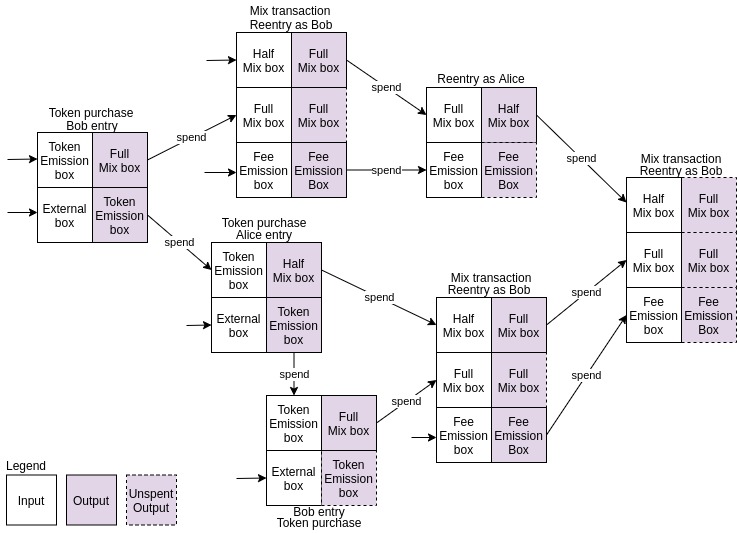 Mix transaction
Reentry as Bob
Half
Mix box
Full
Mix box
spend
Full
Mix box
Full
Mix box
Fee
Emission
box
Fee
Emission
Box
spend
Reentry as Alice
Full
Mix box
Half
Mix box
Fee
Emission
box
Fee
Emission
Box
spend
Token purchase
Bob entry
Token
Emission
box
Full
Mix box
spend
External
box
Token
Emission
box
spend
Mix transaction
Reentry as Bob
Half
Mix box
Full
Mix box
Full
Mix box
Full
Mix box
Fee
Emission
box
Fee
Emission
Box
Token purchase
Alice entry
Token
Emission
box
Half
Mix box
spend
External
box
Token
Emission
box
spend
Mix transaction
Reentry as Bob
Half
Mix box
Full
Mix box
spend
Full
Mix box
Full
Mix box
Fee
Emission
box
Fee
Emission
Box
spend
Token
Emission
box
Full
Mix box
spend
External
box
Token
Emission
box
Bob entry
Token purchase
Legend
Input
Output
Unspent
Output